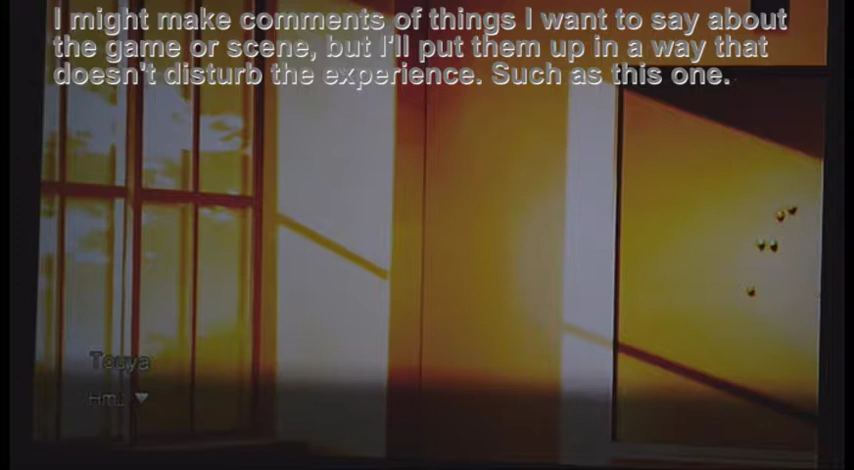 I might make comments of things I want to say about
the game or scene, but I'll put them up in a way that
doesn't disturb the experience. Such as this one.
Touya
Hm..